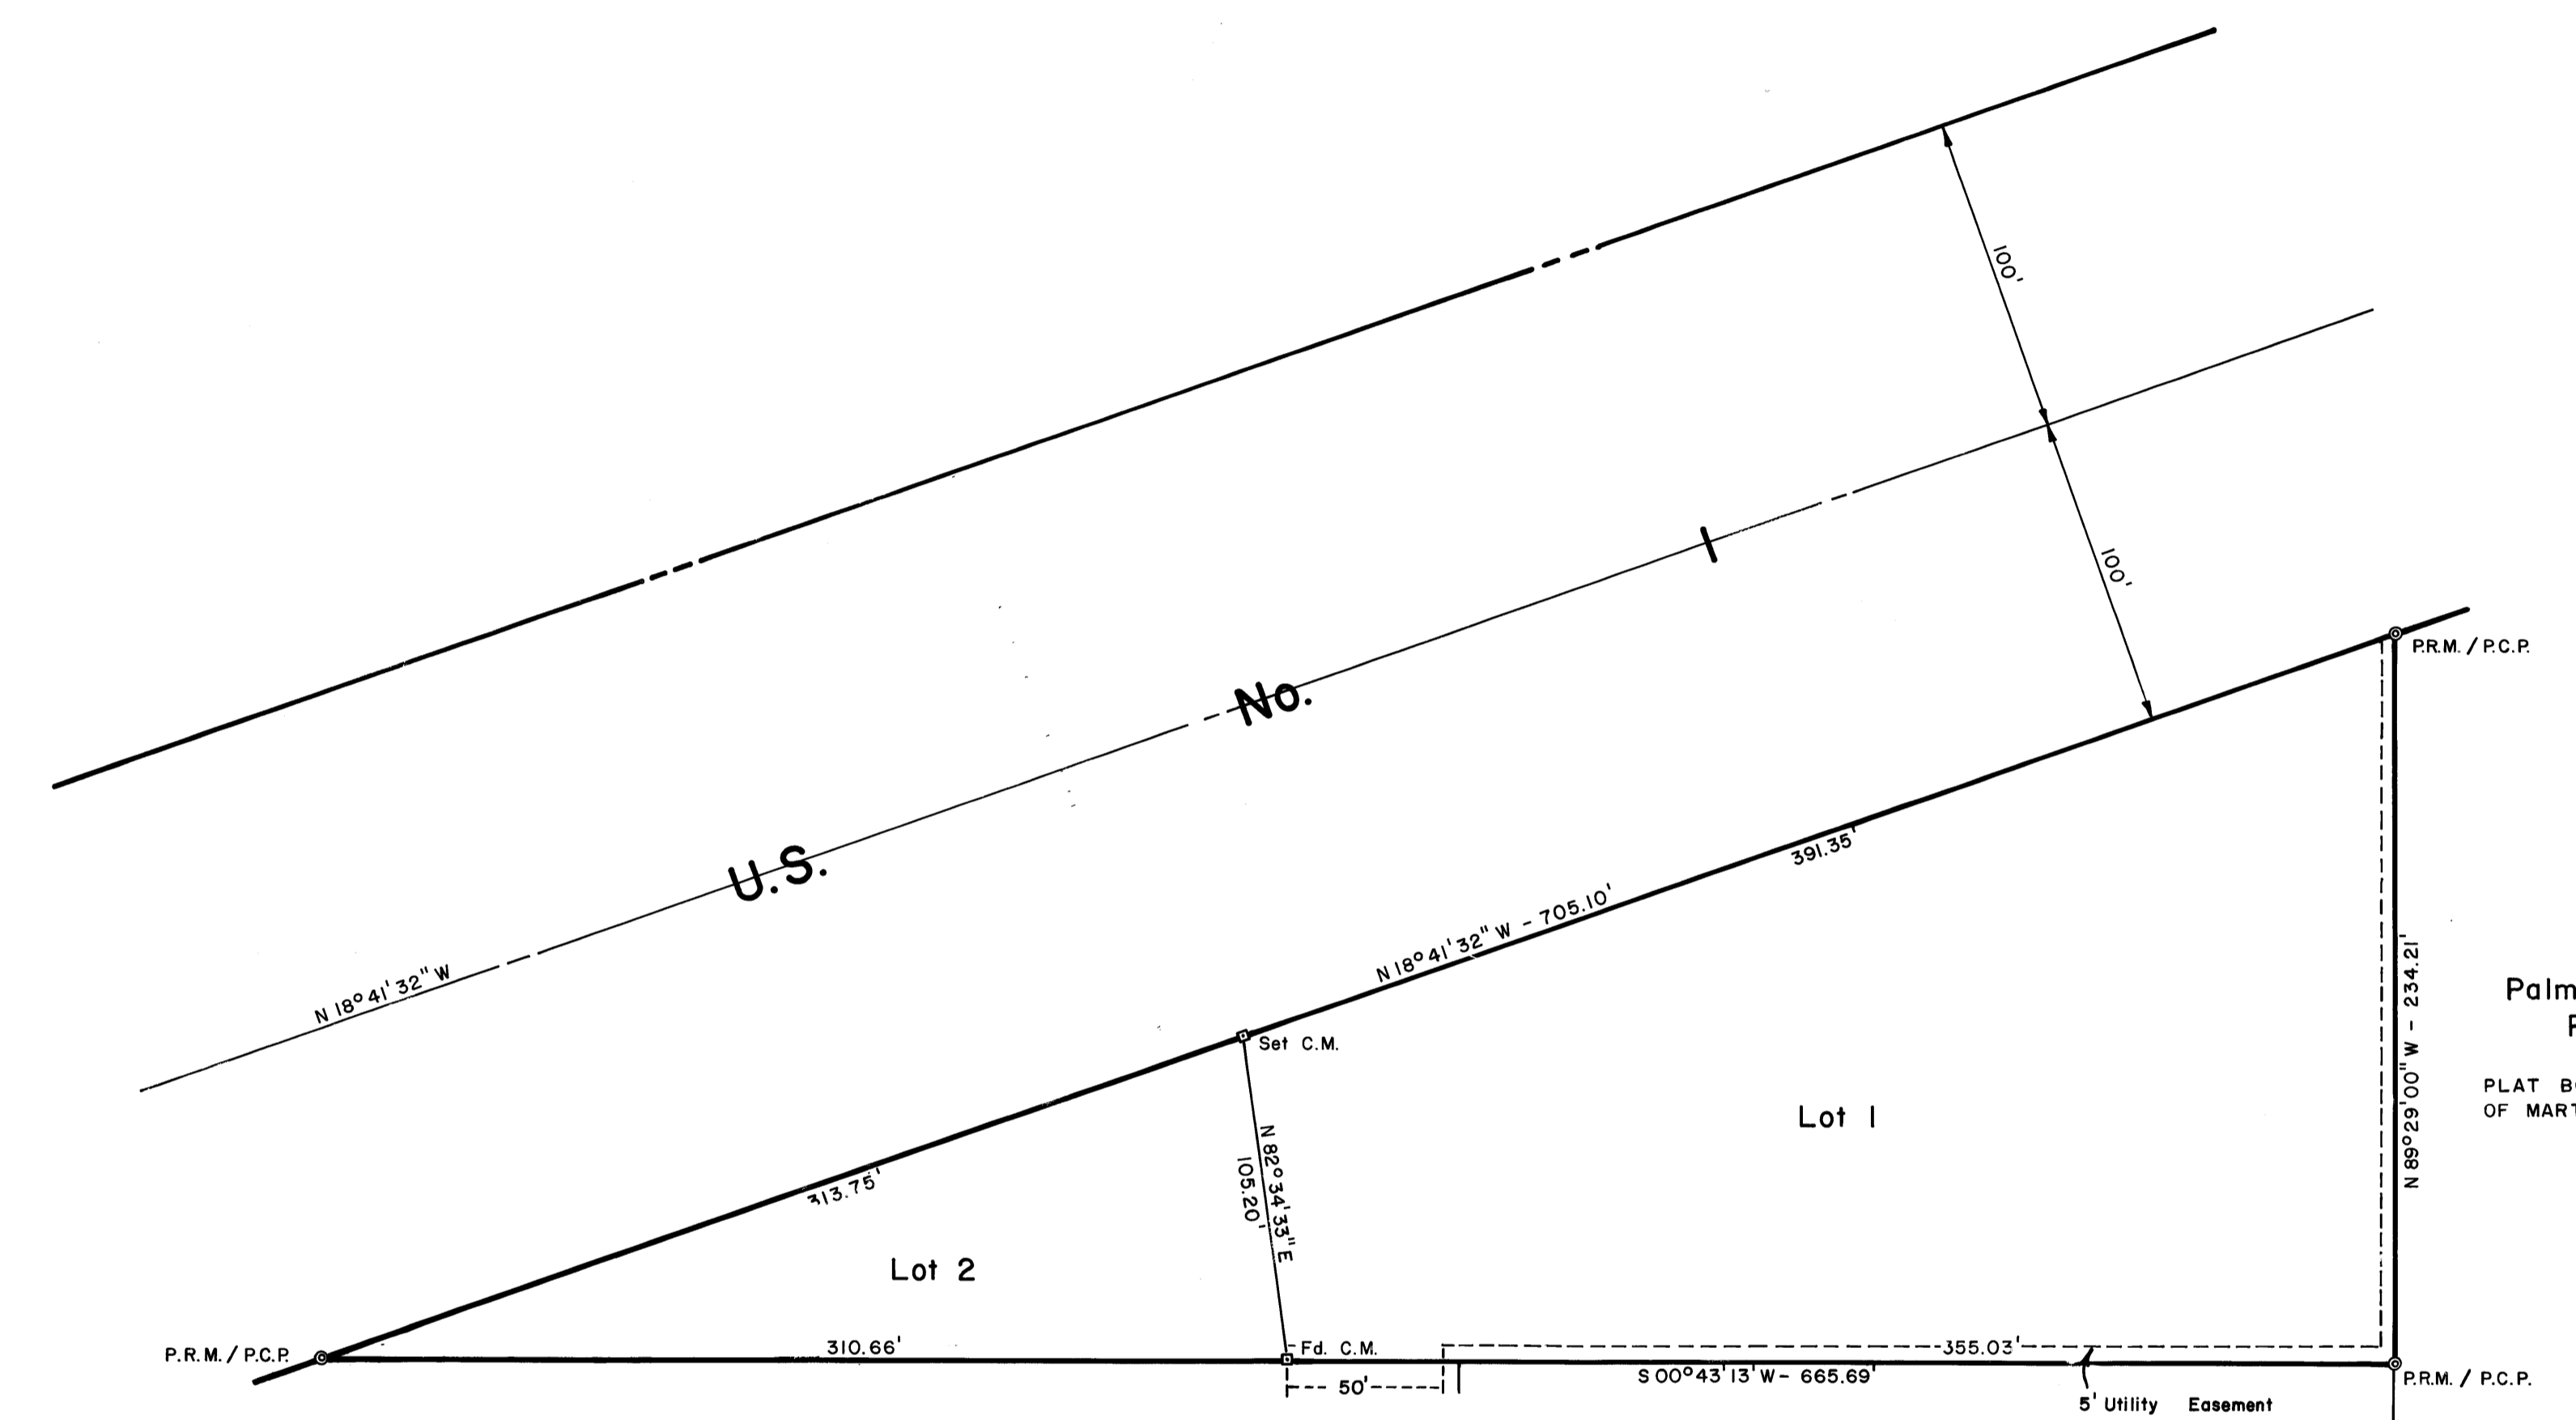 100'
100'
U.S. No. 1
P.R.M. / P.C.P.
391.35'
N 18° 41' 32" W - 705.10'
N 18° 41' 32" W
Set C.M.
N 89° 29' 00" W - 234.21'
Palm
PLAT
OF MART
Lot 1
N 82° 34' 33" E
105.20'
313.75'
Lot 2
P.R.M. / P.C.P.
310.66'
Fd. C.M.
355.03'
50'
S 00° 43' 13' W - 665.69'
P.R.M. / P.C.P.
5' Utility Easement